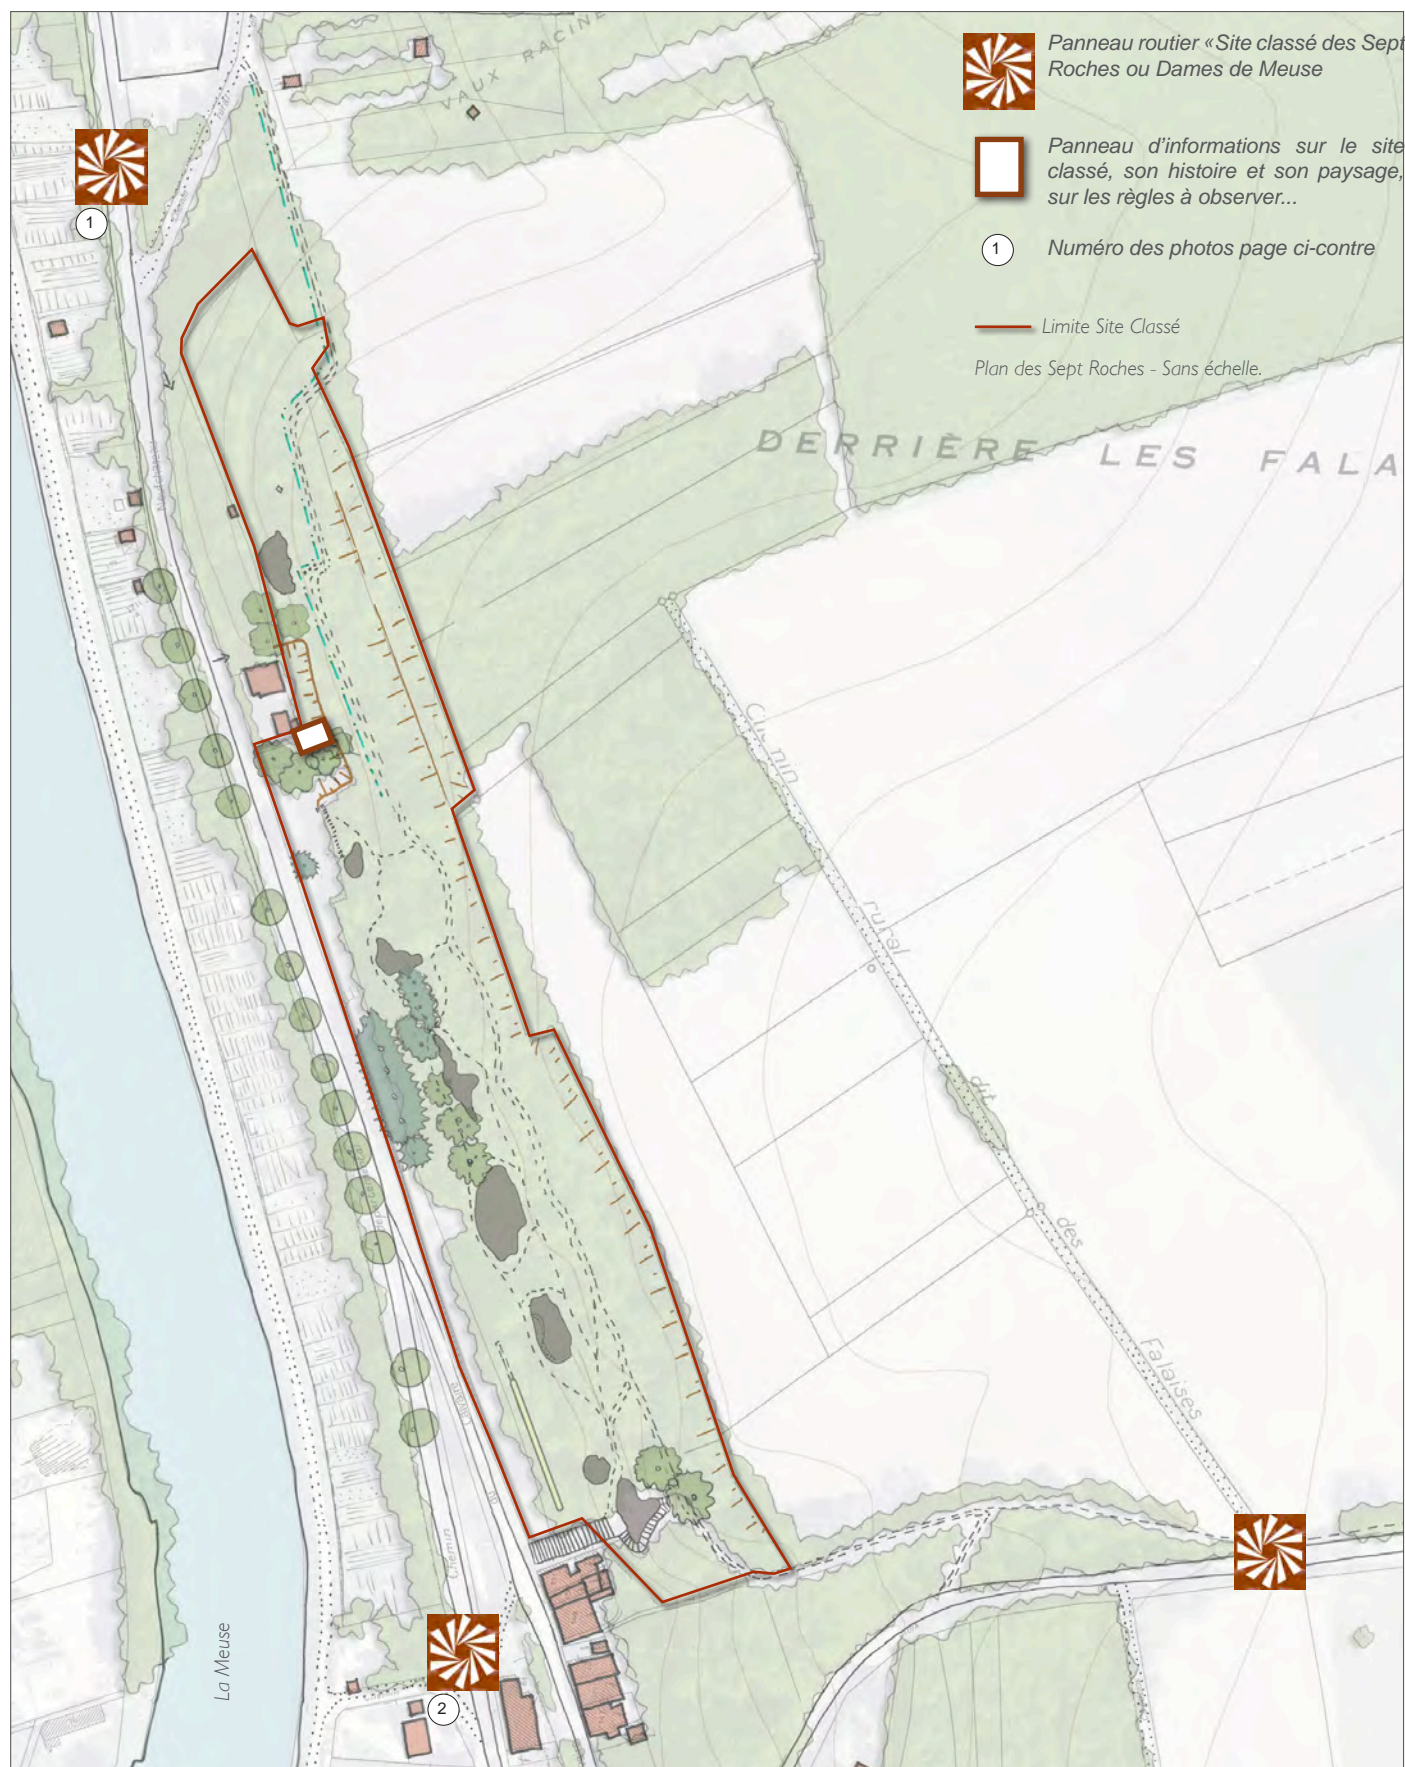 Panneau routier «Site classé des Sept
Roches ou Dames de Meuse
Panneau d'informations sur le site
classé, son histoire et son paysage,
sur les règles à observer...
1
Numéro des photos page ci-contre
Limite Site Classé
Plan des Sept Roches - Sans échelle.
VAUX RACINE
1
DERRIÈRE LES FALA
rural
dit
des
Falaises
Calvaire
du
Chemin
La Meuse
2